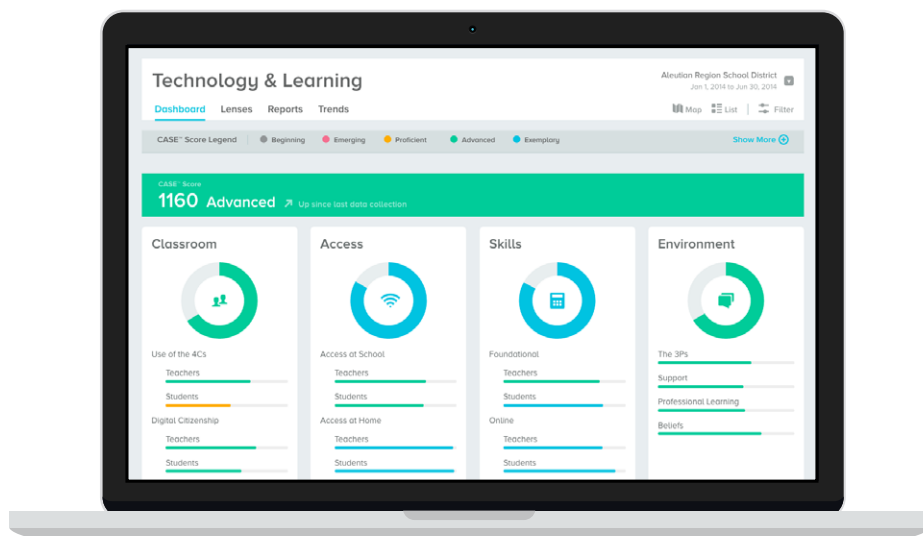 Technology & Learning
Aleution Region School District
Jan 1, 2014 to Jun 30, 2014
Dashboard Lenses Reports Trends
Map List Filter
CASE™ Score Legend Beginning Emerging Proficient Advanced Exemplary Show More
CASE™ Score
1160 Advanced Up since last data collection
Classroom
Use of the 4Cs
Teachers
Students
Digital Citizenship
Teachers
Students
Access
Access at School
Teachers
Students
Access at Home
Teachers
Students
Skills
Foundational
Teachers
Students
Online
Teachers
Students
Environment
The 3Ps
Support
Professional Learning
Beliefs